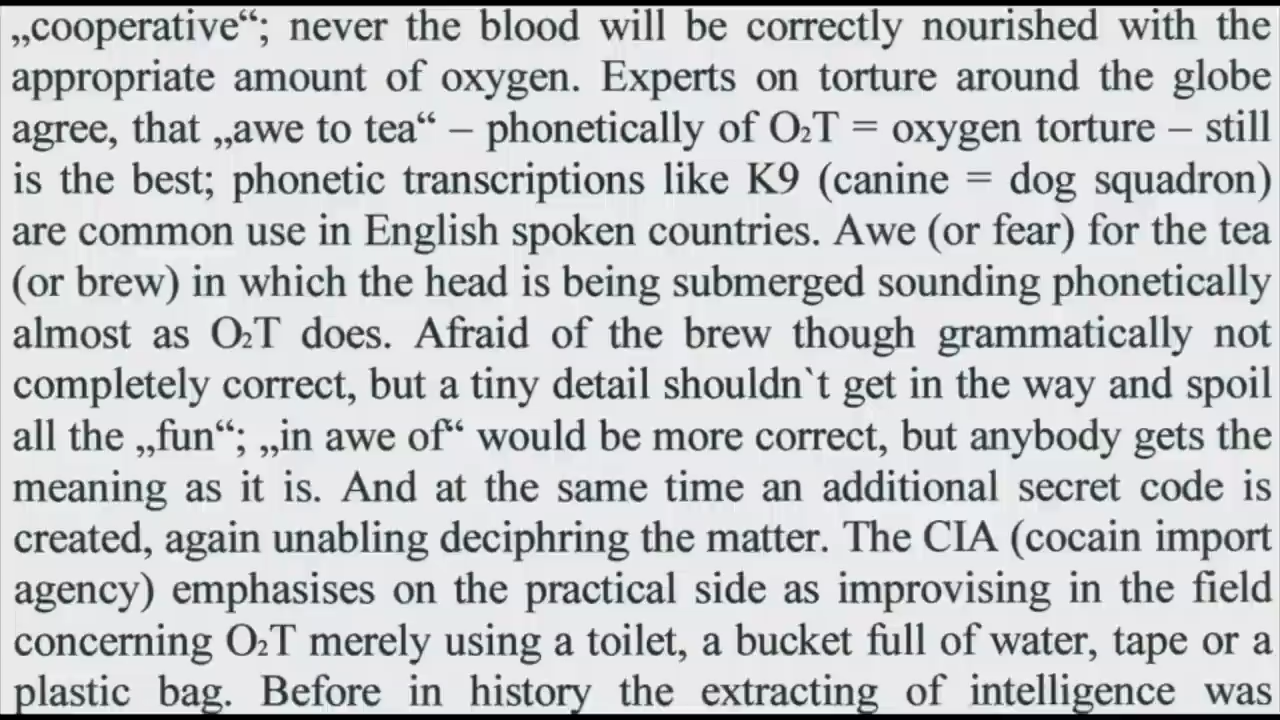 „cooperative“; never the blood will be correctly nourished with the
appropriate amount of oxygen. Experts on torture around the globe
agree, that „awe to tea“ – phonetically of O₂T = oxygen torture – still
is the best; phonetic transcriptions like K9 (canine = dog squadron)
are common use in English spoken countries. Awe (or fear) for the tea
(or brew) in which the head is being submerged sounding phonetically
almost as O₂T does. Afraid of the brew though grammatically not
completely correct, but a tiny detail shouldn`t get in the way and spoil
all the „fun“; „in awe of“ would be more correct, but anybody gets the
meaning as it is. And at the same time an additional secret code is
created, again unabling deciphring the matter. The CIA (cocain import
agency) emphasises on the practical side as improvising in the field
concerning O₂T merely using a toilet, a bucket full of water, tape or a
plastic bag. Before in history the extracting of intelligence was